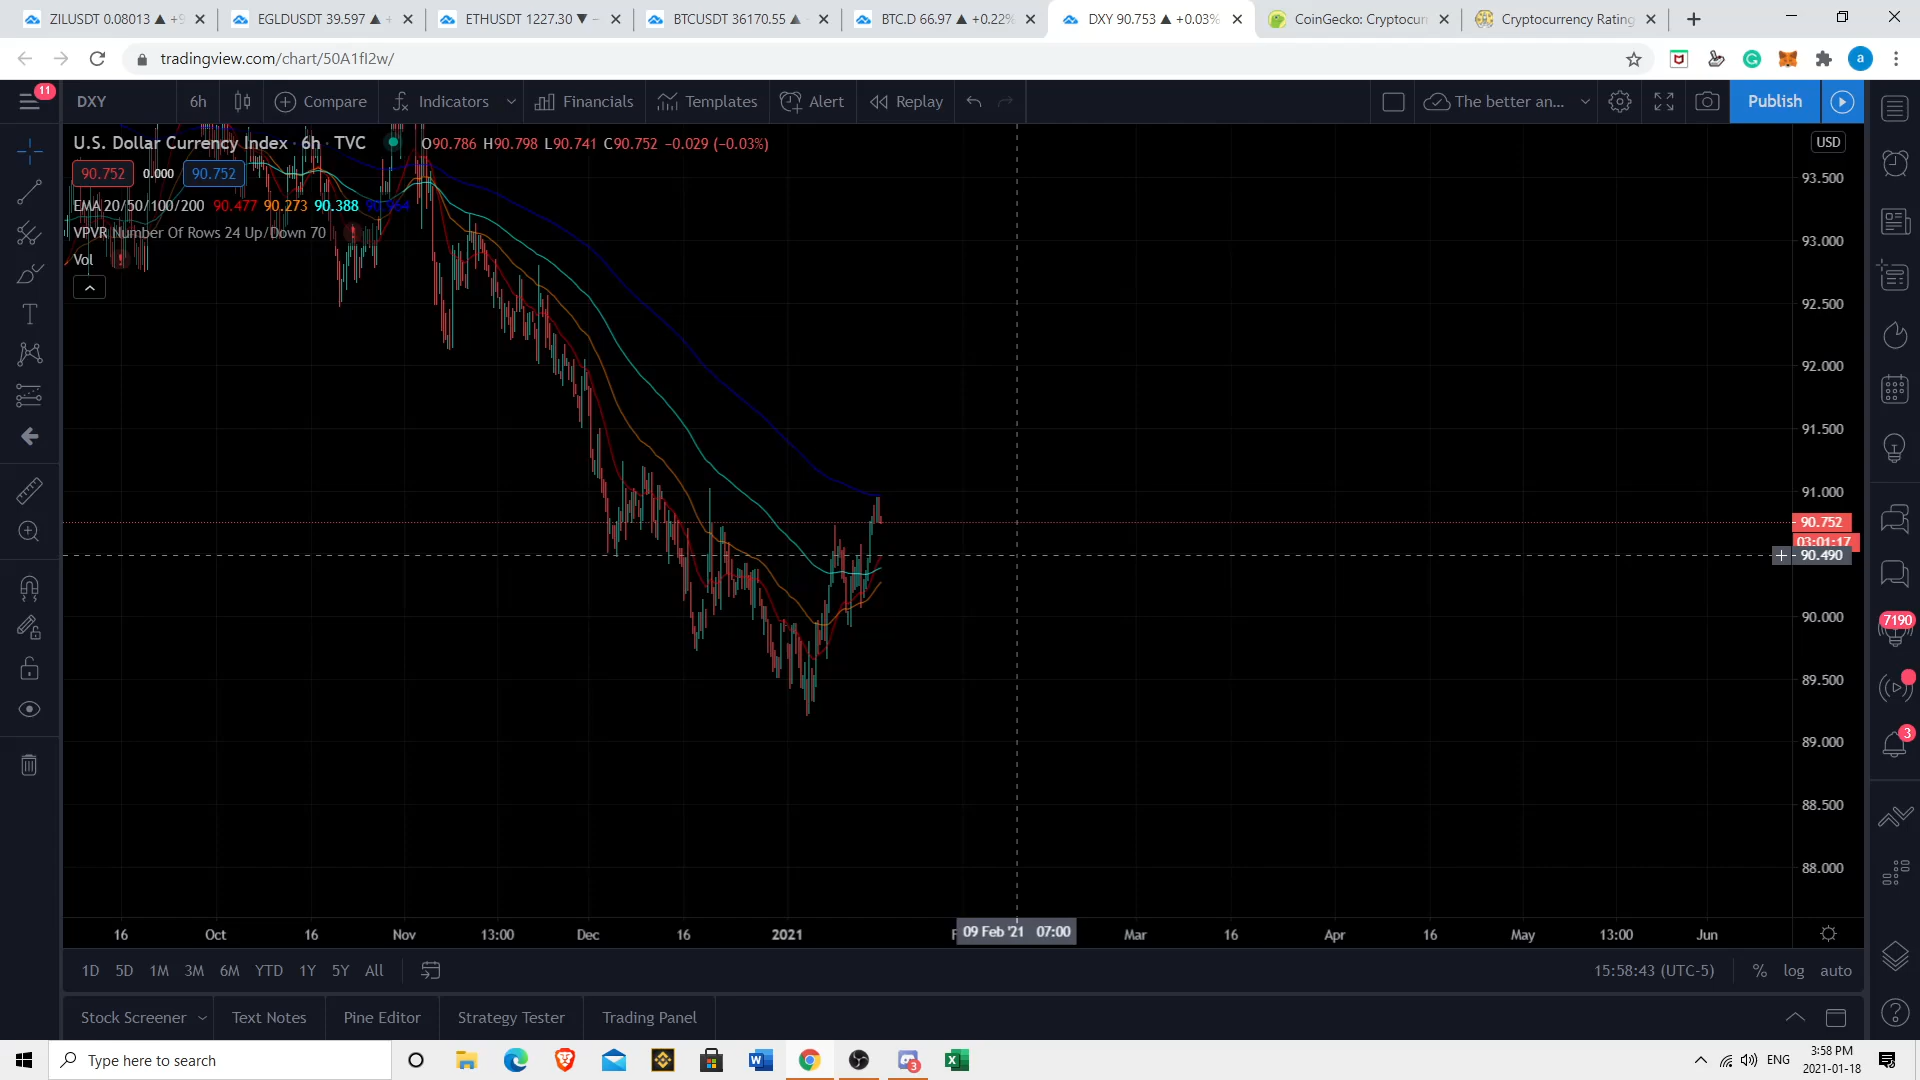 ZILUSDT 0.08013 ▲ +9
EGLDUSDT 39.597 ▲ +
ETHUSDT 1227.30 ▼ −
BTCUSDT 36170.55 ▲
BTC.D 66.97 ▲ +0.22%
DXY 90.753 ▲ +0.03%
CoinGecko: Cryptocurr
Cryptocurrency Rating
tradingview.com/chart/50A1fI2w/
a
11
DXY
6h
Compare
Indicators
Financials
Templates
Alert
Replay
The better an...
Publish
U.S. Dollar Currency Index · 6h · TVC
O90.786 H90.798 L90.741 C90.752 −0.029 (−0.03%)
USD
90.752
0.000
90.752
EMA 20/50/100/200 90.477 90.273 90.388
VPVR Number Of Rows 24 Up/Down 70
Vol
93.500
93.000
92.500
92.000
91.500
91.000
90.752
03:01:17
90.490
90.000
89.500
89.000
88.500
88.000
7190
3
16
Oct
16
Nov
13:00
Dec
16
2021
09 Feb '21 07:00
Mar
16
Apr
16
May
13:00
Jun
1D 5D 1M 3M 6M YTD 1Y 5Y All
15:58:43 (UTC-5)
% log auto
Stock Screener
Text Notes
Pine Editor
Strategy Tester
Trading Panel
Type here to search
3
ENG
3:58 PM
2021-01-18